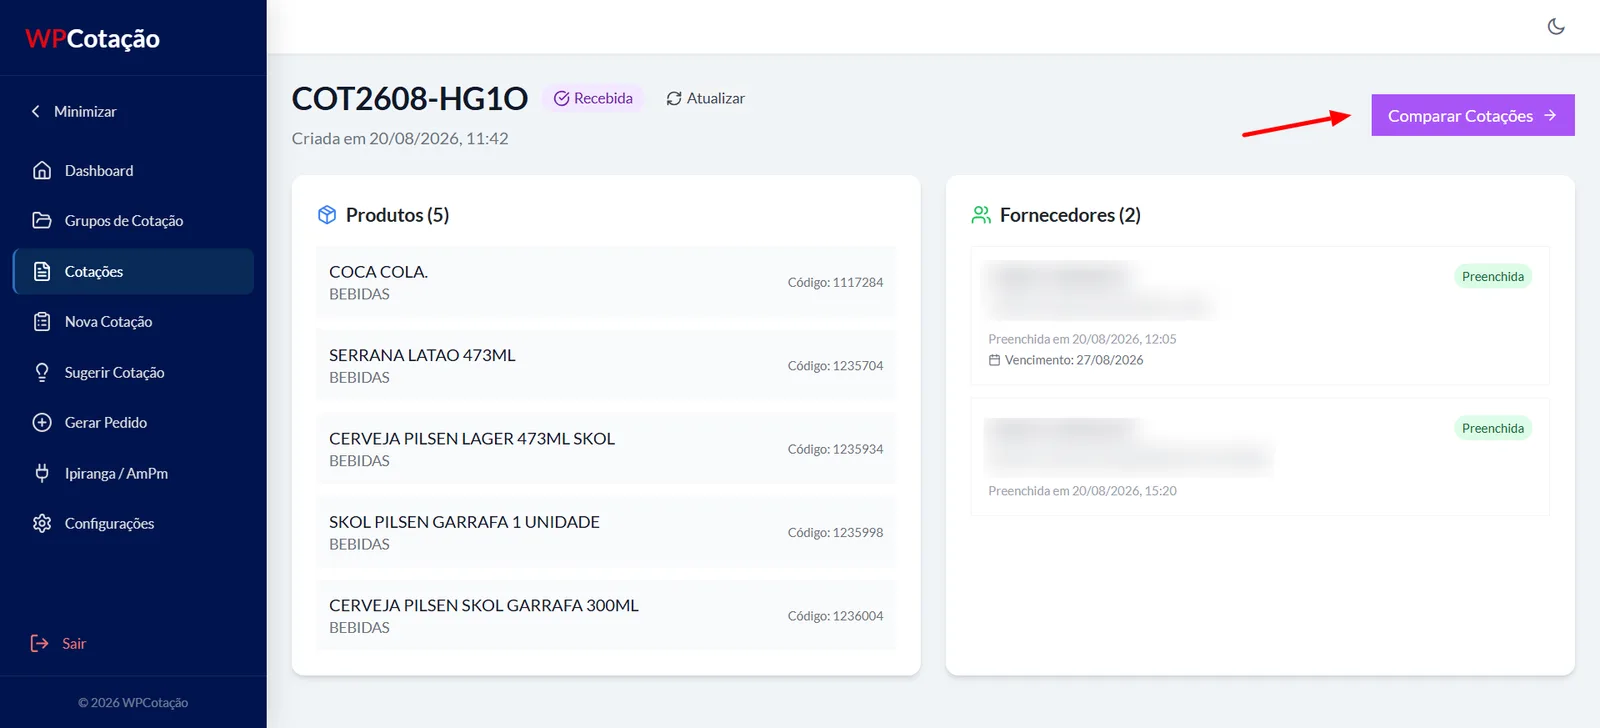 WPCotação
Minimizar
Dashboard
Grupos de Cotação
Cotações
Nova Cotação
Sugerir Cotação
Gerar Pedido
Ipiranga / AmPm
Configurações
Sair
© 2026 WPCotação
COT2608-HG1O
Recebida
Atualizar
Criada em 20/08/2026, 11:42
Comparar Cotações
Produtos (5)
COCA COLA.
BEBIDAS
Código: 1117284
SERRANA LATAO 473ML
BEBIDAS
Código: 1235704
CERVEJA PILSEN LAGER 473ML SKOL
BEBIDAS
Código: 1235934
SKOL PILSEN GARRAFA 1 UNIDADE
BEBIDAS
Código: 1235998
CERVEJA PILSEN SKOL GARRAFA 300ML
BEBIDAS
Código: 1236004
Fornecedores (2)
Preenchida
Preenchida em 20/08/2026, 12:05
Vencimento: 27/08/2026
Preenchida
Preenchida em 20/08/2026, 15:20